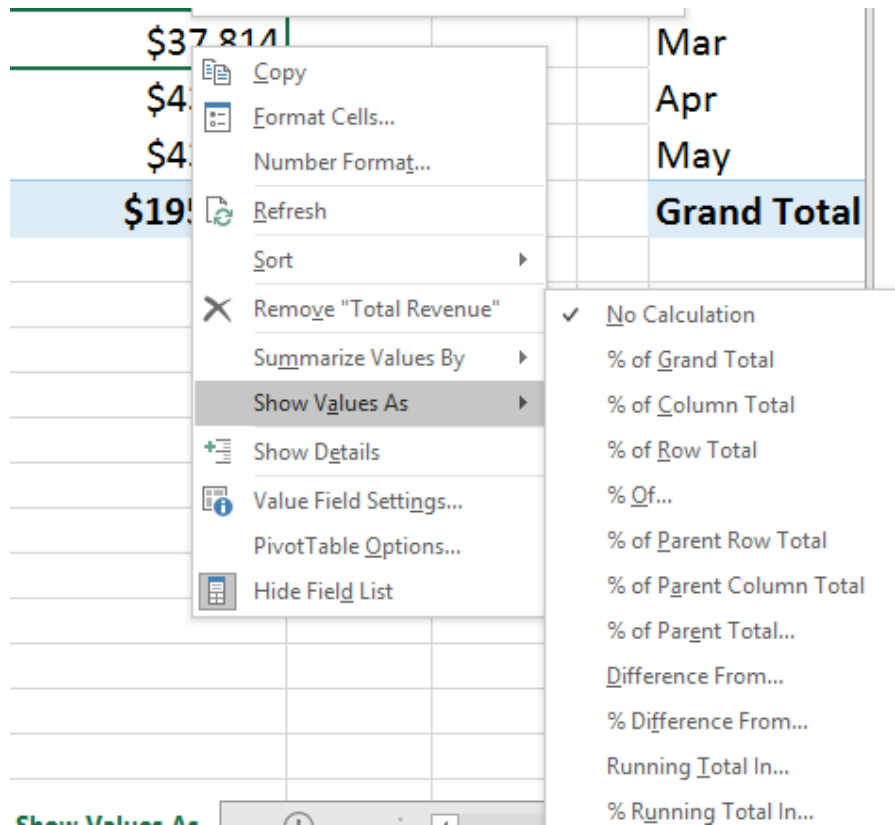 $37,814
Mar
Copy
$4
Apr
Format Cells...
$4
May
Number Format...
$19
Grand Total
Refresh
Sort
Remove "Total Revenue"
Summarize Values By
Show Values As
Show Details
Value Field Settings...
PivotTable Options...
Hide Field List
No Calculation
% of Grand Total
% of Column Total
% of Row Total
% Of...
% of Parent Row Total
% of Parent Column Total
% of Parent Total...
Difference From...
% Difference From...
Running Total In...
% Running Total In...
Show Values As